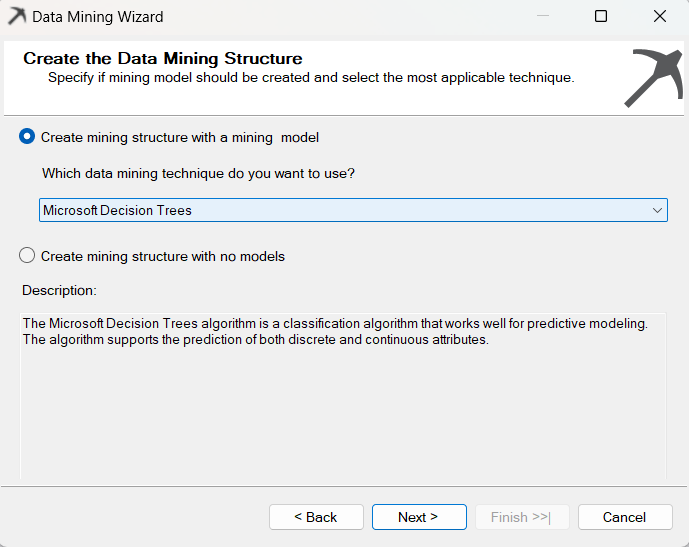 Data Mining Wizard
Create the Data Mining Structure
Specify if mining model should be created and select the most applicable technique.
Create mining structure with a mining  model
Which data mining technique do you want to use?
Microsoft Decision Trees
Create mining structure with no models
Description:
The Microsoft Decision Trees algorithm is a classification algorithm that works well for predictive modeling.
The algorithm supports the prediction of both discrete and continuous attributes.
< Back Next > Finish >>| Cancel